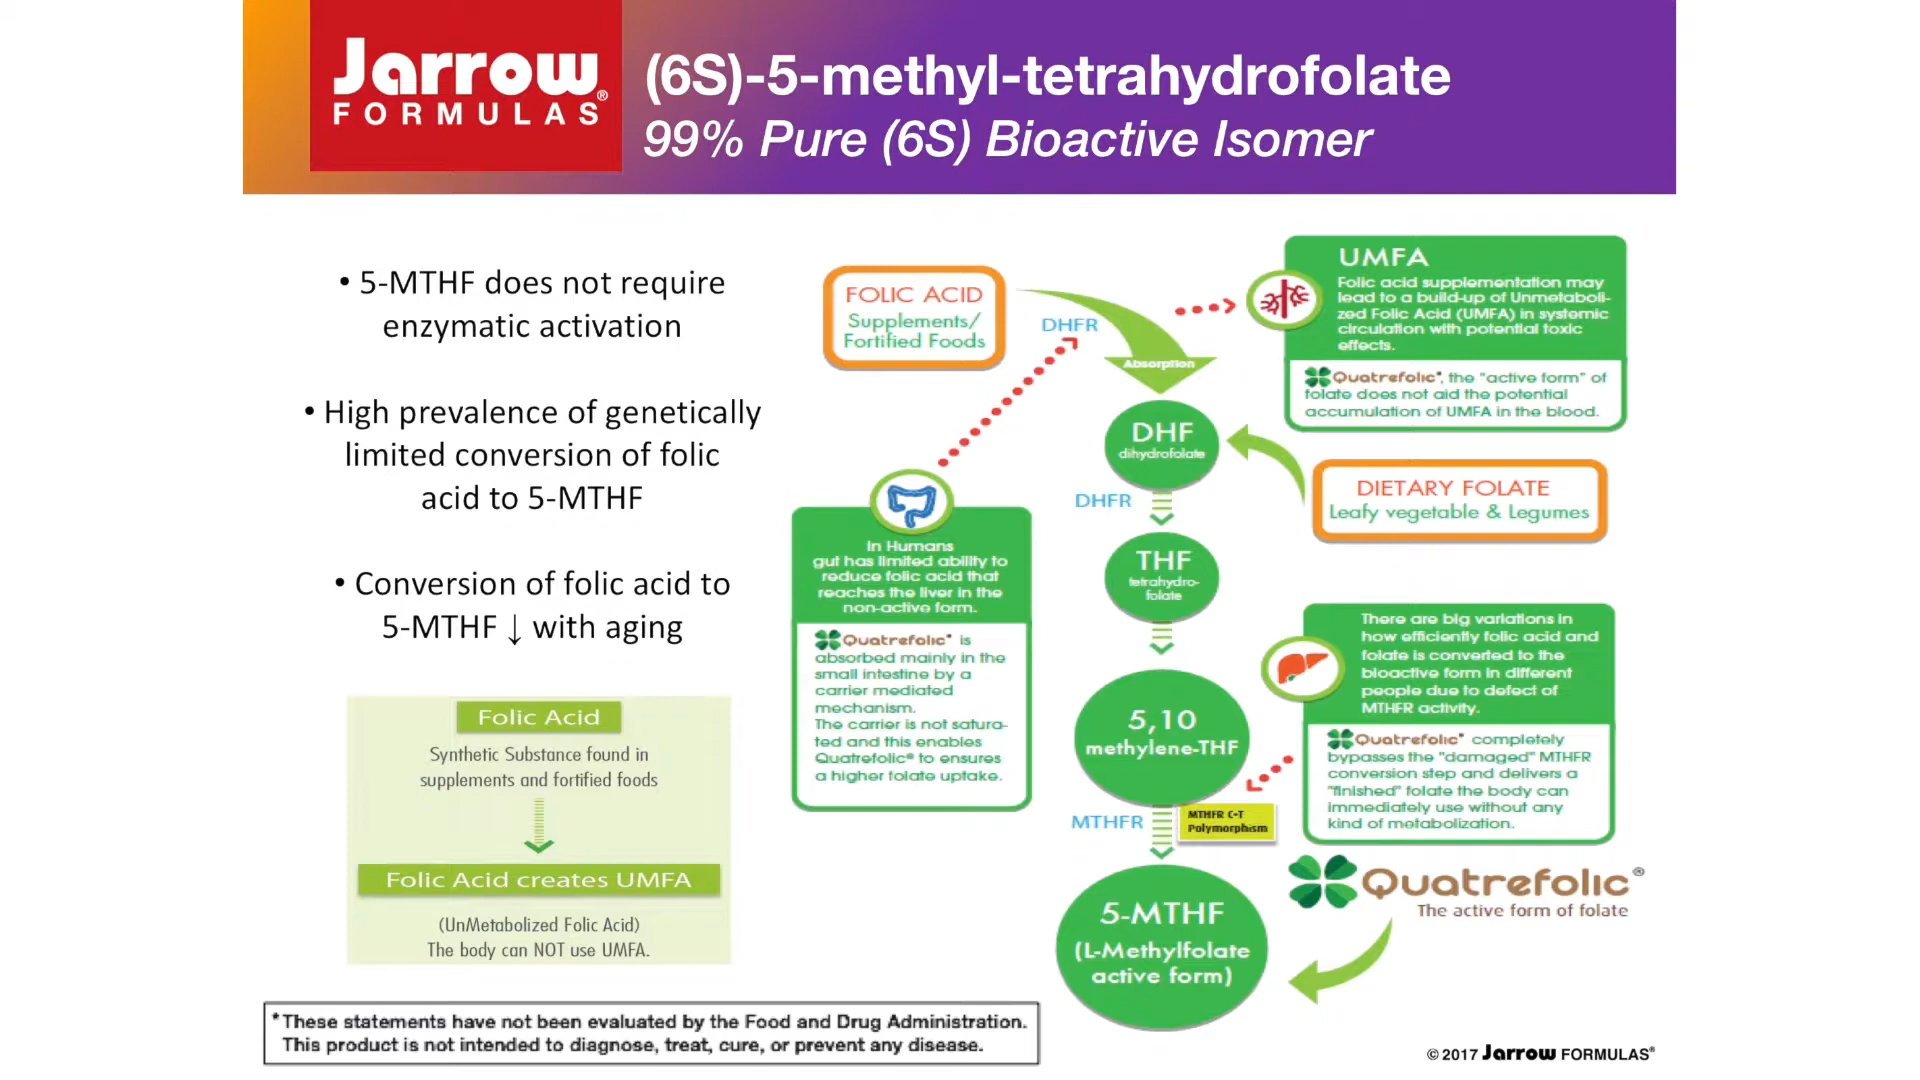 Jarrow
FORMULAS®
(6S)-5-methyl-tetrahydrofolate
99% Pure (6S) Bioactive Isomer
• 5-MTHF does not require
enzymatic activation
• High prevalence of genetically
limited conversion of folic
acid to 5-MTHF
• Conversion of folic acid to
5-MTHF ↓ with aging
Folic Acid
Synthetic Substance found in
supplements and fortified foods
Folic Acid creates UMFA
(UnMetabolized Folic Acid)
The body can NOT use UMFA.
FOLIC ACID
Supplements/
Fortified Foods
DHFR
Absorption
UMFA
Folic acid supplementation may
lead to a build-up of Unmetaboli-
zed Folic Acid (UMFA) in systemic
circulation with potential toxic
effects.
Quatrefolic®, the "active form" of
folate does not aid the potential
accumulation of UMFA in the blood.
DHF
dihydrofolate
DIETARY FOLATE
Leafy vegetable & Legumes
DHFR
THF
tetrahydro-
folate
In Humans
gut has limited ability to
reduce folic acid that
reaches the liver in the
non-active form.
Quatrefolic® is
absorbed mainly in the
small intestine by a
carrier mediated
mechanism.
The carrier is not satura-
ted and this enables
Quatrefolic® to ensures
a higher folate uptake.
5,10
methylene-THF
There are big variations in
how efficiently folic acid and
folate is converted to the
bioactive form in different
people due to defect of
MTHFR activity.
Quatrefolic® completely
bypasses the "damaged" MTHFR
conversion step and delivers a
"finished" folate the body can
immediately use without any
kind of metabolization.
MTHFR
MTHFR C-T
Polymorphism
5-MTHF
(L-Methylfolate
active form)
Quatrefolic®
The active form of folate
*These statements have not been evaluated by the Food and Drug Administration.
This product is not intended to diagnose, treat, cure, or prevent any disease.
© 2017 Jarrow FORMULAS®